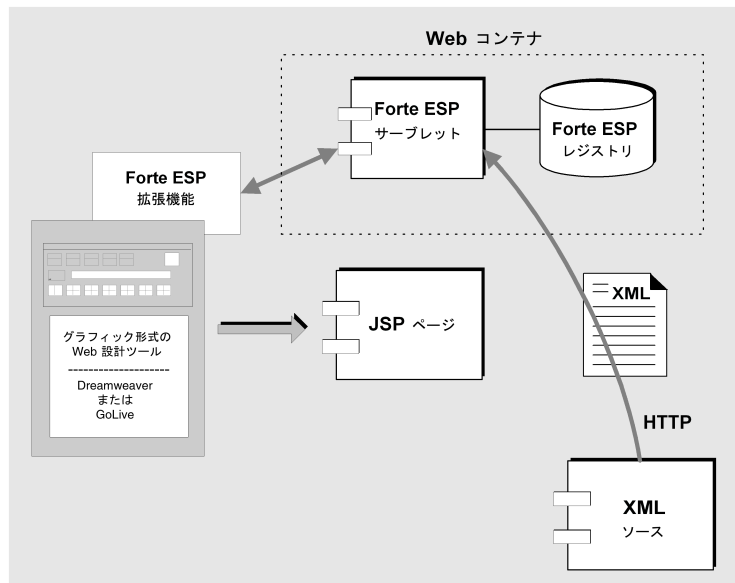 Web コンテナ
Forte ESP
サーブレット
Forte ESP
レジストリ
Forte ESP
拡張機能
グラフィック形式の
Web 設計ツール
--------------------
Dreamweaver
または
GoLive
JSP ページ
XML
HTTP
XML
ソース